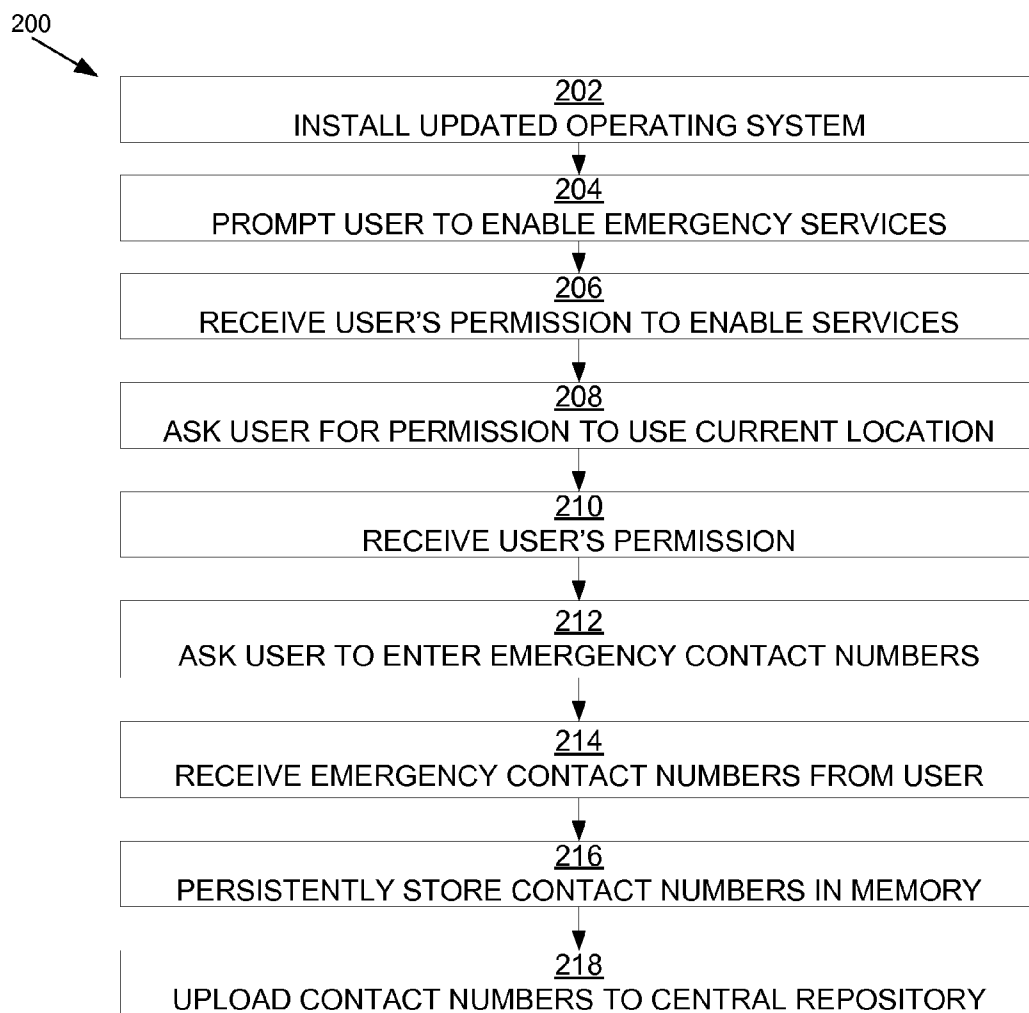 200
202
INSTALL UPDATED OPERATING SYSTEM
204
PROMPT USER TO ENABLE EMERGENCY SERVICES
206
RECEIVE USER'S PERMISSION TO ENABLE SERVICES
208
ASK USER FOR PERMISSION TO USE CURRENT LOCATION
210
RECEIVE USER'S PERMISSION
212
ASK USER TO ENTER EMERGENCY CONTACT NUMBERS
214
RECEIVE EMERGENCY CONTACT NUMBERS FROM USER
216
PERSISTENTLY STORE CONTACT NUMBERS IN MEMORY
218
UPLOAD CONTACT NUMBERS TO CENTRAL REPOSITORY